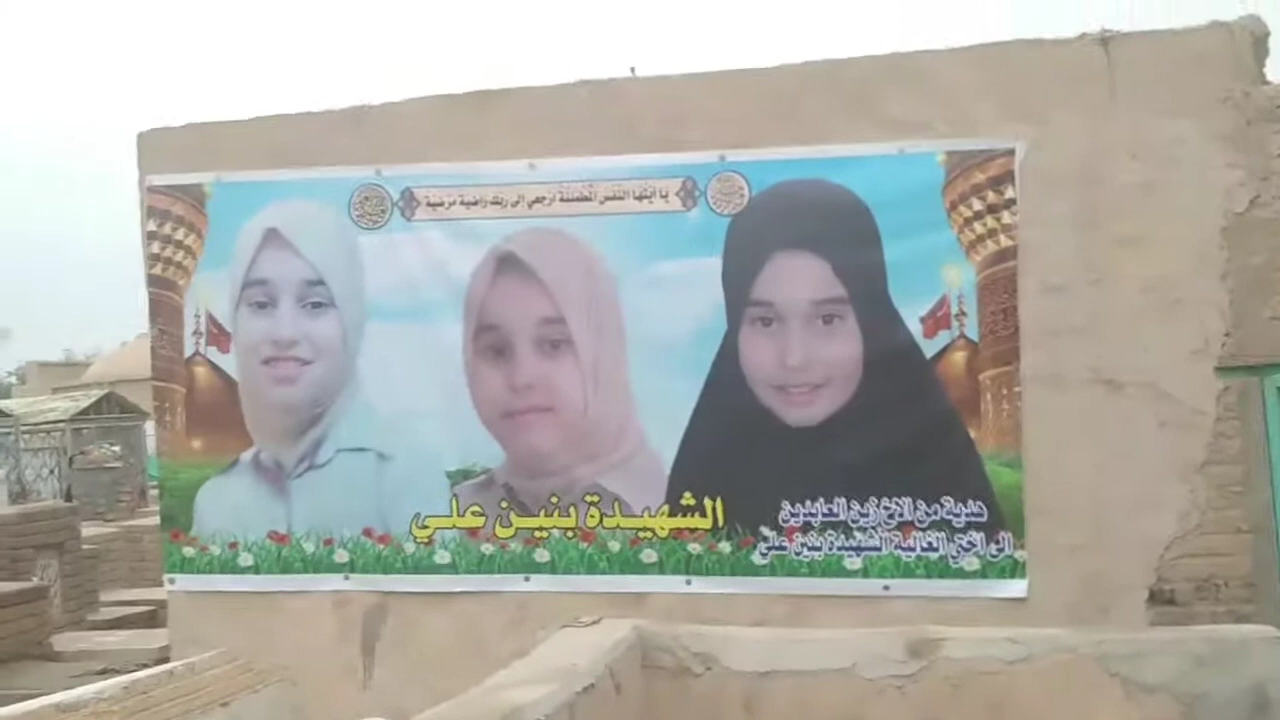 يا أيتها النفس المطمئنة ارجعي إلى ربك راضية مرضية
الشهيدة بنين علي
هدية من الاخ زين العابدين
الى اختي الغالية الشهيدة بنين علي